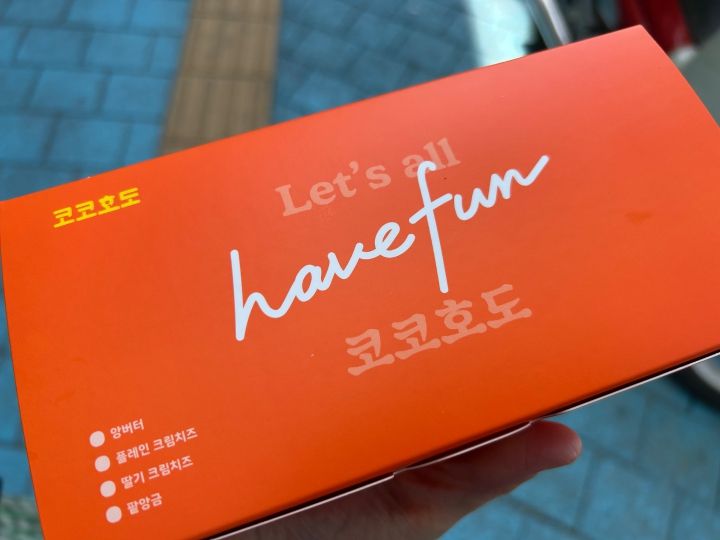 코코호도
Let's all
have fun
코코호도
앙버터
플레인 크림치즈
딸기 크림치즈
팥앙금